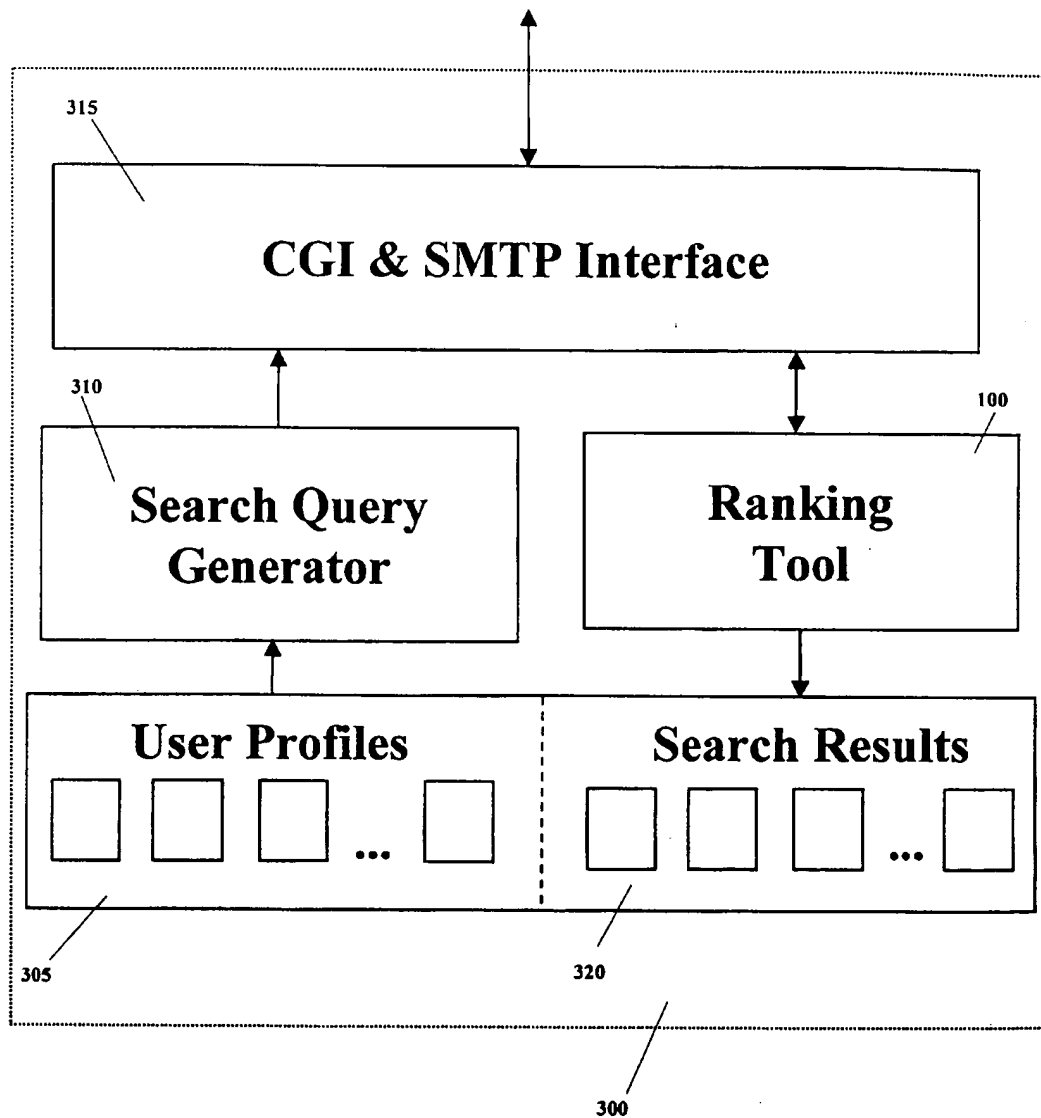 315
CGI & SMTP Interface
310
100
Search Query
Generator
Ranking
Tool
User Profiles
...
Search Results
...
305
320
300